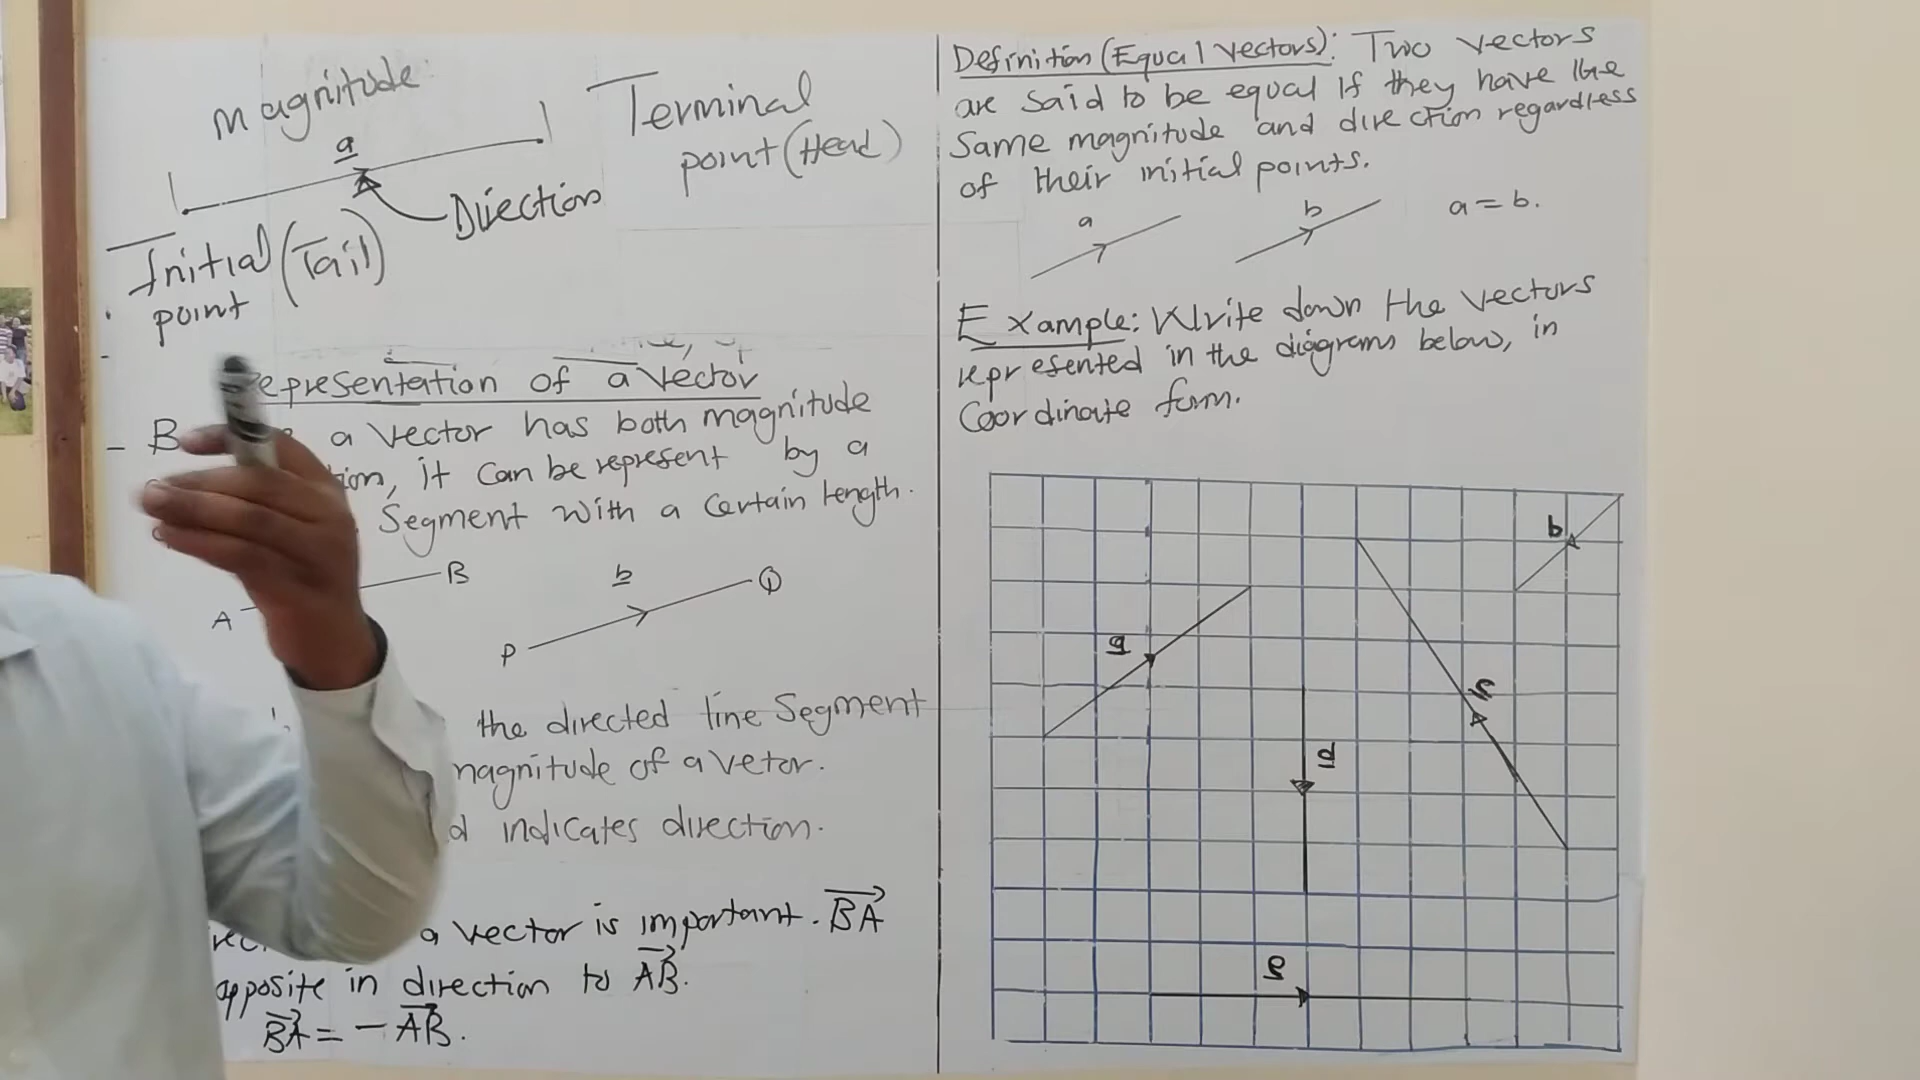 magnitude
a
Terminal
point (Head)
Direction
Initial (Tail)
point
Representation of a Vector
- B a vector has both magnitude
, it can be represent by a
Segment with a certain length.
A B
P b Q
the directed line Segment
magnitude of a vetor.
indicates direction.
a vector is important. BA
opposite in direction to AB.
BA = - AB.
Definition (Equal Vectors): Two vectors
are said to be equal if they have the
Same magnitude and direction regardless
of their initial points.
a b a = b.
Example: Write down the vectors
represented in the diagrams below, in
Coordinate form.
b
a
d